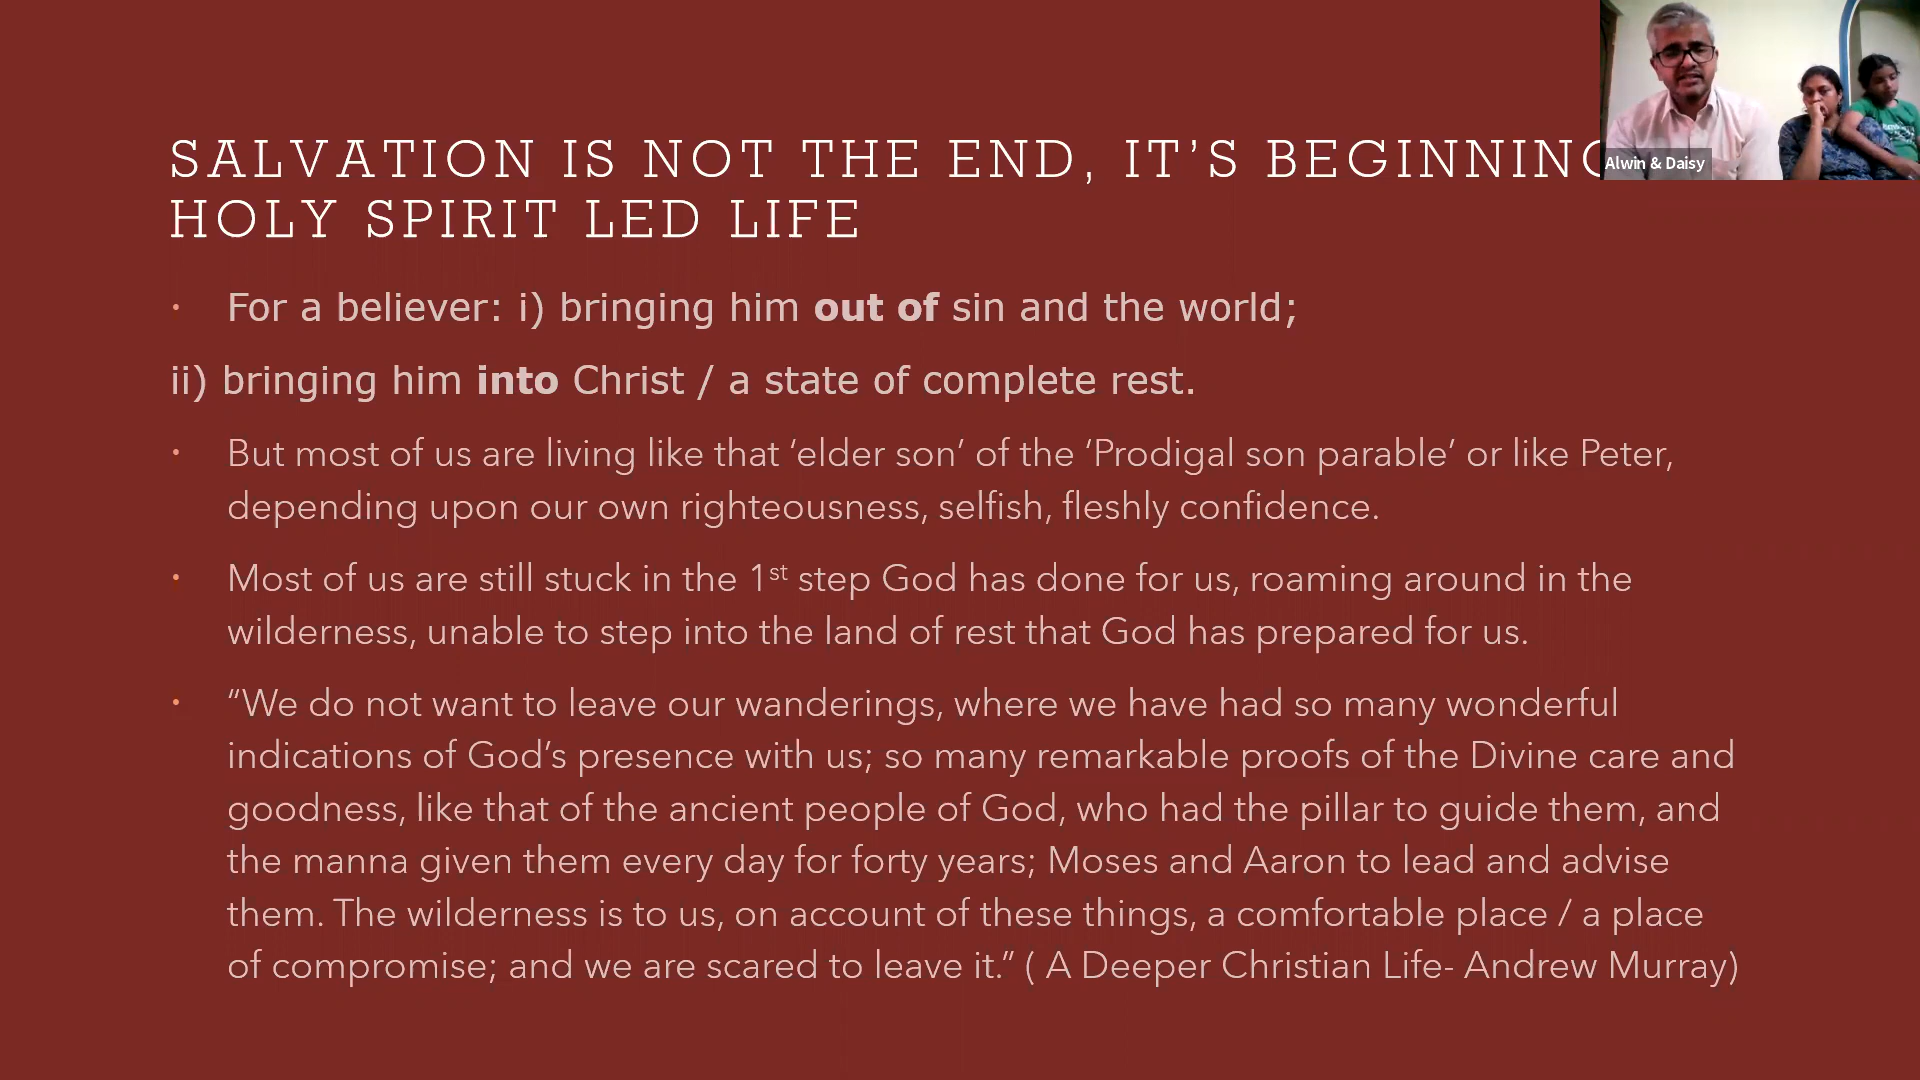 SALVATION IS NOT THE END, IT’S BEGINNING
HOLY SPIRIT LED LIFE
• For a believer: i) bringing him out of sin and the world;
ii) bringing him into Christ / a state of complete rest.
• But most of us are living like that ‘elder son’ of the ‘Prodigal son parable’ or like Peter,
depending upon our own righteousness, selfish, fleshly confidence.
• Most of us are still stuck in the 1st step God has done for us, roaming around in the
wilderness, unable to step into the land of rest that God has prepared for us.
• “We do not want to leave our wanderings, where we have had so many wonderful
indications of God’s presence with us; so many remarkable proofs of the Divine care and
goodness, like that of the ancient people of God, who had the pillar to guide them, and
the manna given them every day for forty years; Moses and Aaron to lead and advise
them. The wilderness is to us, on account of these things, a comfortable place / a place
of compromise; and we are scared to leave it.” ( A Deeper Christian Life- Andrew Murray)
Alwin & Daisy